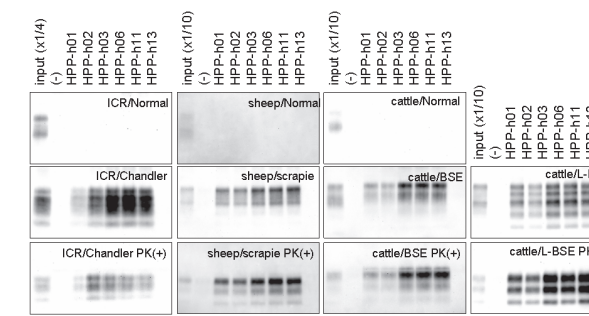 input (x1/4)
(-)
HPP-h01
HPP-h02
HPP-h03
HPP-h06
HPP-h11
HPP-h13
input (x1/10)
(-)
HPP-h01
HPP-h02
HPP-h03
HPP-h06
HPP-h11
HPP-h13
input (x1/10)
(-)
HPP-h01
HPP-h02
HPP-h03
HPP-h06
HPP-h11
HPP-h13
input (x1/10)
(-)
HPP-h01
HPP-h02
HPP-h03
HPP-h06
HPP-h11
ICR/Normal
sheep/Normal
cattle/Normal
ICR/Chandler
sheep/scrapie
cattle/BSE
cattle/L-
ICR/Chandler PK(+)
sheep/scrapie PK(+)
cattle/BSE PK(+)
cattle/L-BSE